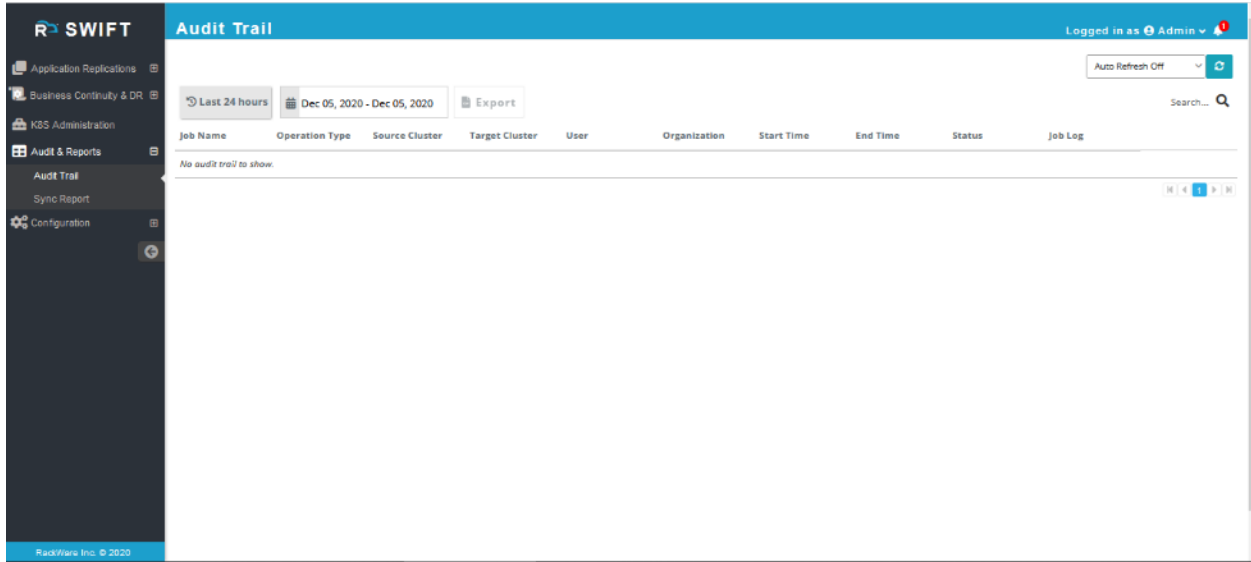 SWIFT
Audit Trail
Logged in as Admin 1
Auto Refresh Off
Application Replications
Business Continuity & DR
K8S Administration
Audit & Reports
Audit Trail
Sync Report
Configuration
Last 24 hours
Dec 05, 2020 - Dec 05, 2020
Export
Search...
Job Name Operation Type Source Cluster Target Cluster User Organization Start Time End Time Status Job Log
No audit trail to show.
1
RackWare Inc. © 2020